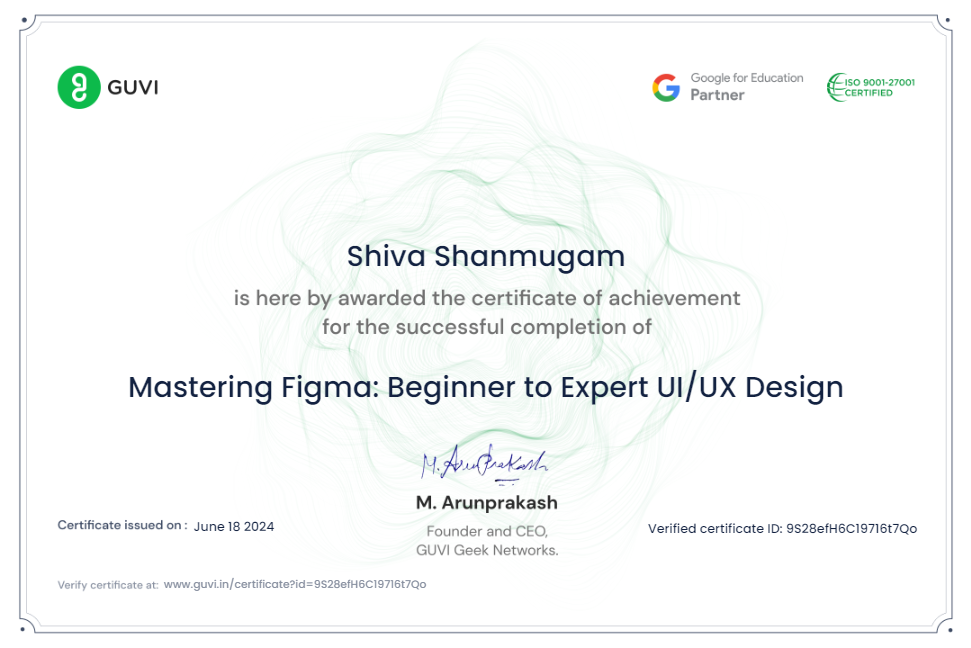 GUVI
Google for Education
Partner
ISO 9001-27001
CERTIFIED
Shiva Shanmugam
is here by awarded the certificate of achievement
for the successful completion of
Mastering Figma: Beginner to Expert UI/UX Design
M. Arunprakash
M. Arunprakash
Founder and CEO,
GUVI Geek Networks.
Certificate issued on : June 18 2024
Verified certificate ID: 9S28efH6C19716t7Qo
Verify certificate at: www.guvi.in/certificate?id=9S28efH6C19716t7Qo